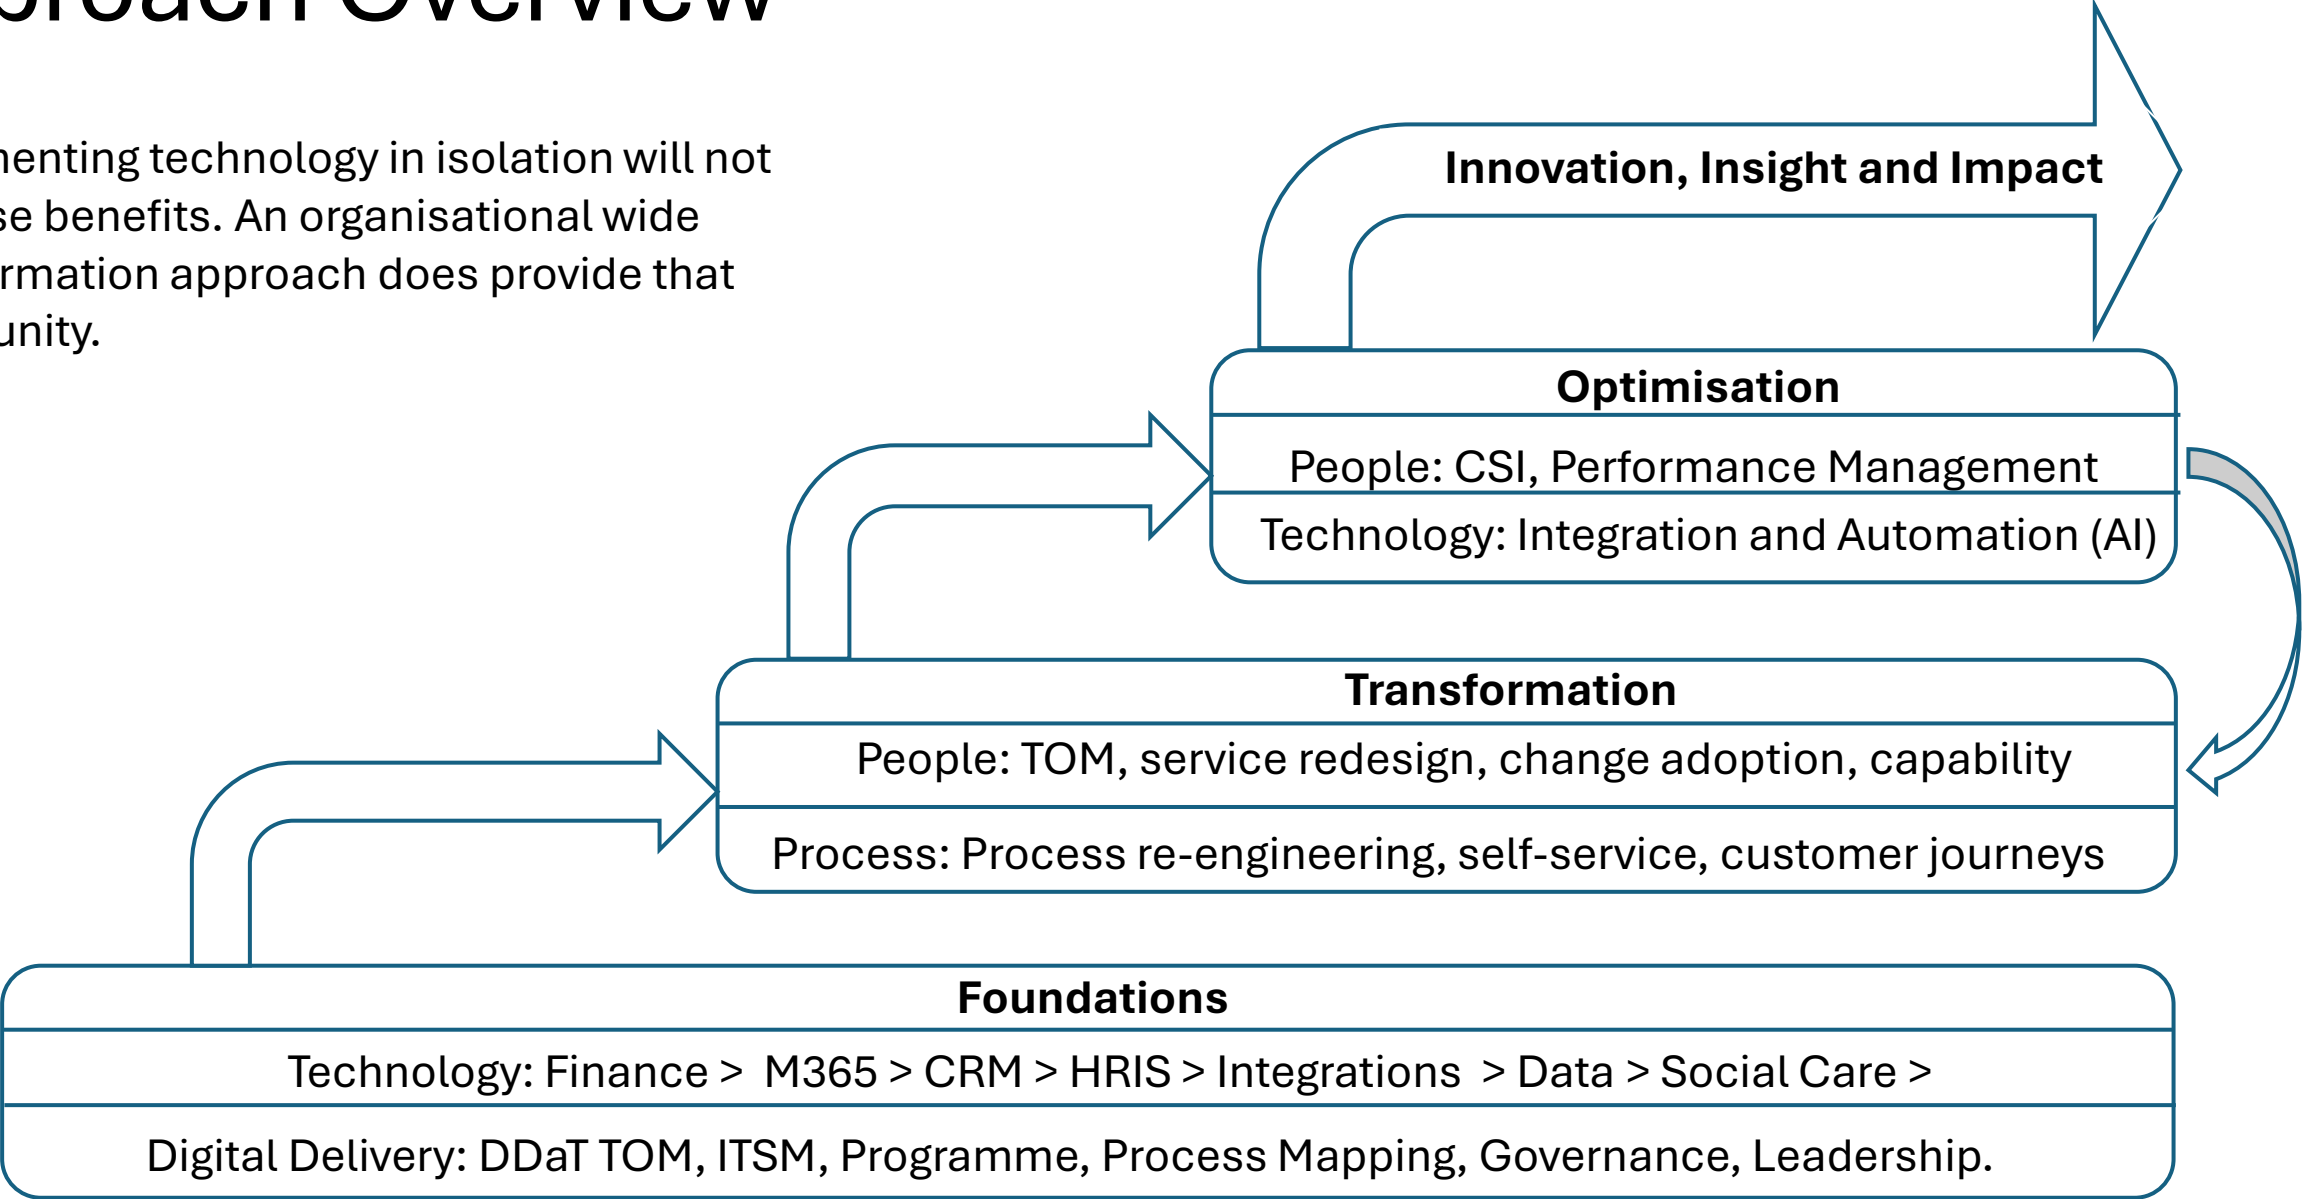 proach Overview
menting technology in isolation will not
se benefits. An organisational wide
rmation approach does provide that
unity.
Innovation, Insight and Impact
Optimisation
People: CSI, Performance Management
Technology: Integration and Automation (AI)
Transformation
People: TOM, service redesign, change adoption, capability
Process: Process re-engineering, self-service, customer journeys
Foundations
Technology: Finance > M365 > CRM > HRIS > Integrations > Data > Social Care >
Digital Delivery: DDaT TOM, ITSM, Programme, Process Mapping, Governance, Leadership.